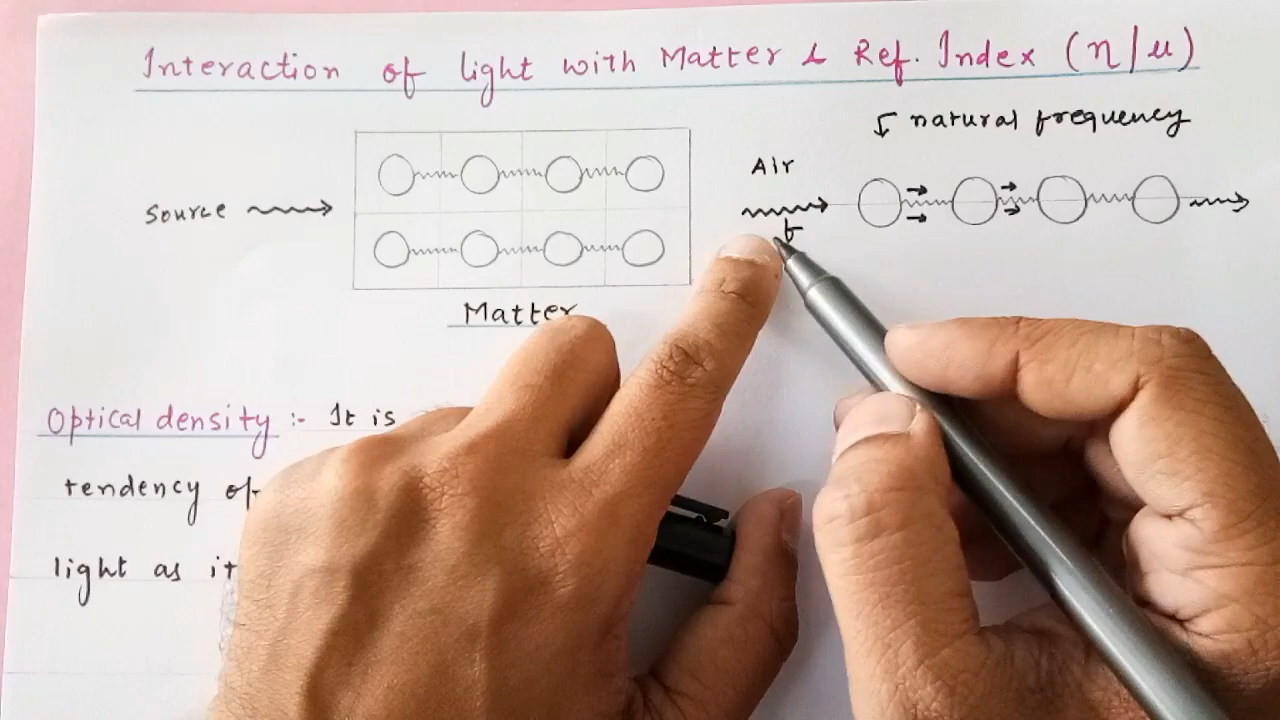 Interaction of light with Matter & Ref. Index (η/μ)
↓ natural frequency
Air
Source
f
Matter
Optical density :- It is
tendency of
light as it